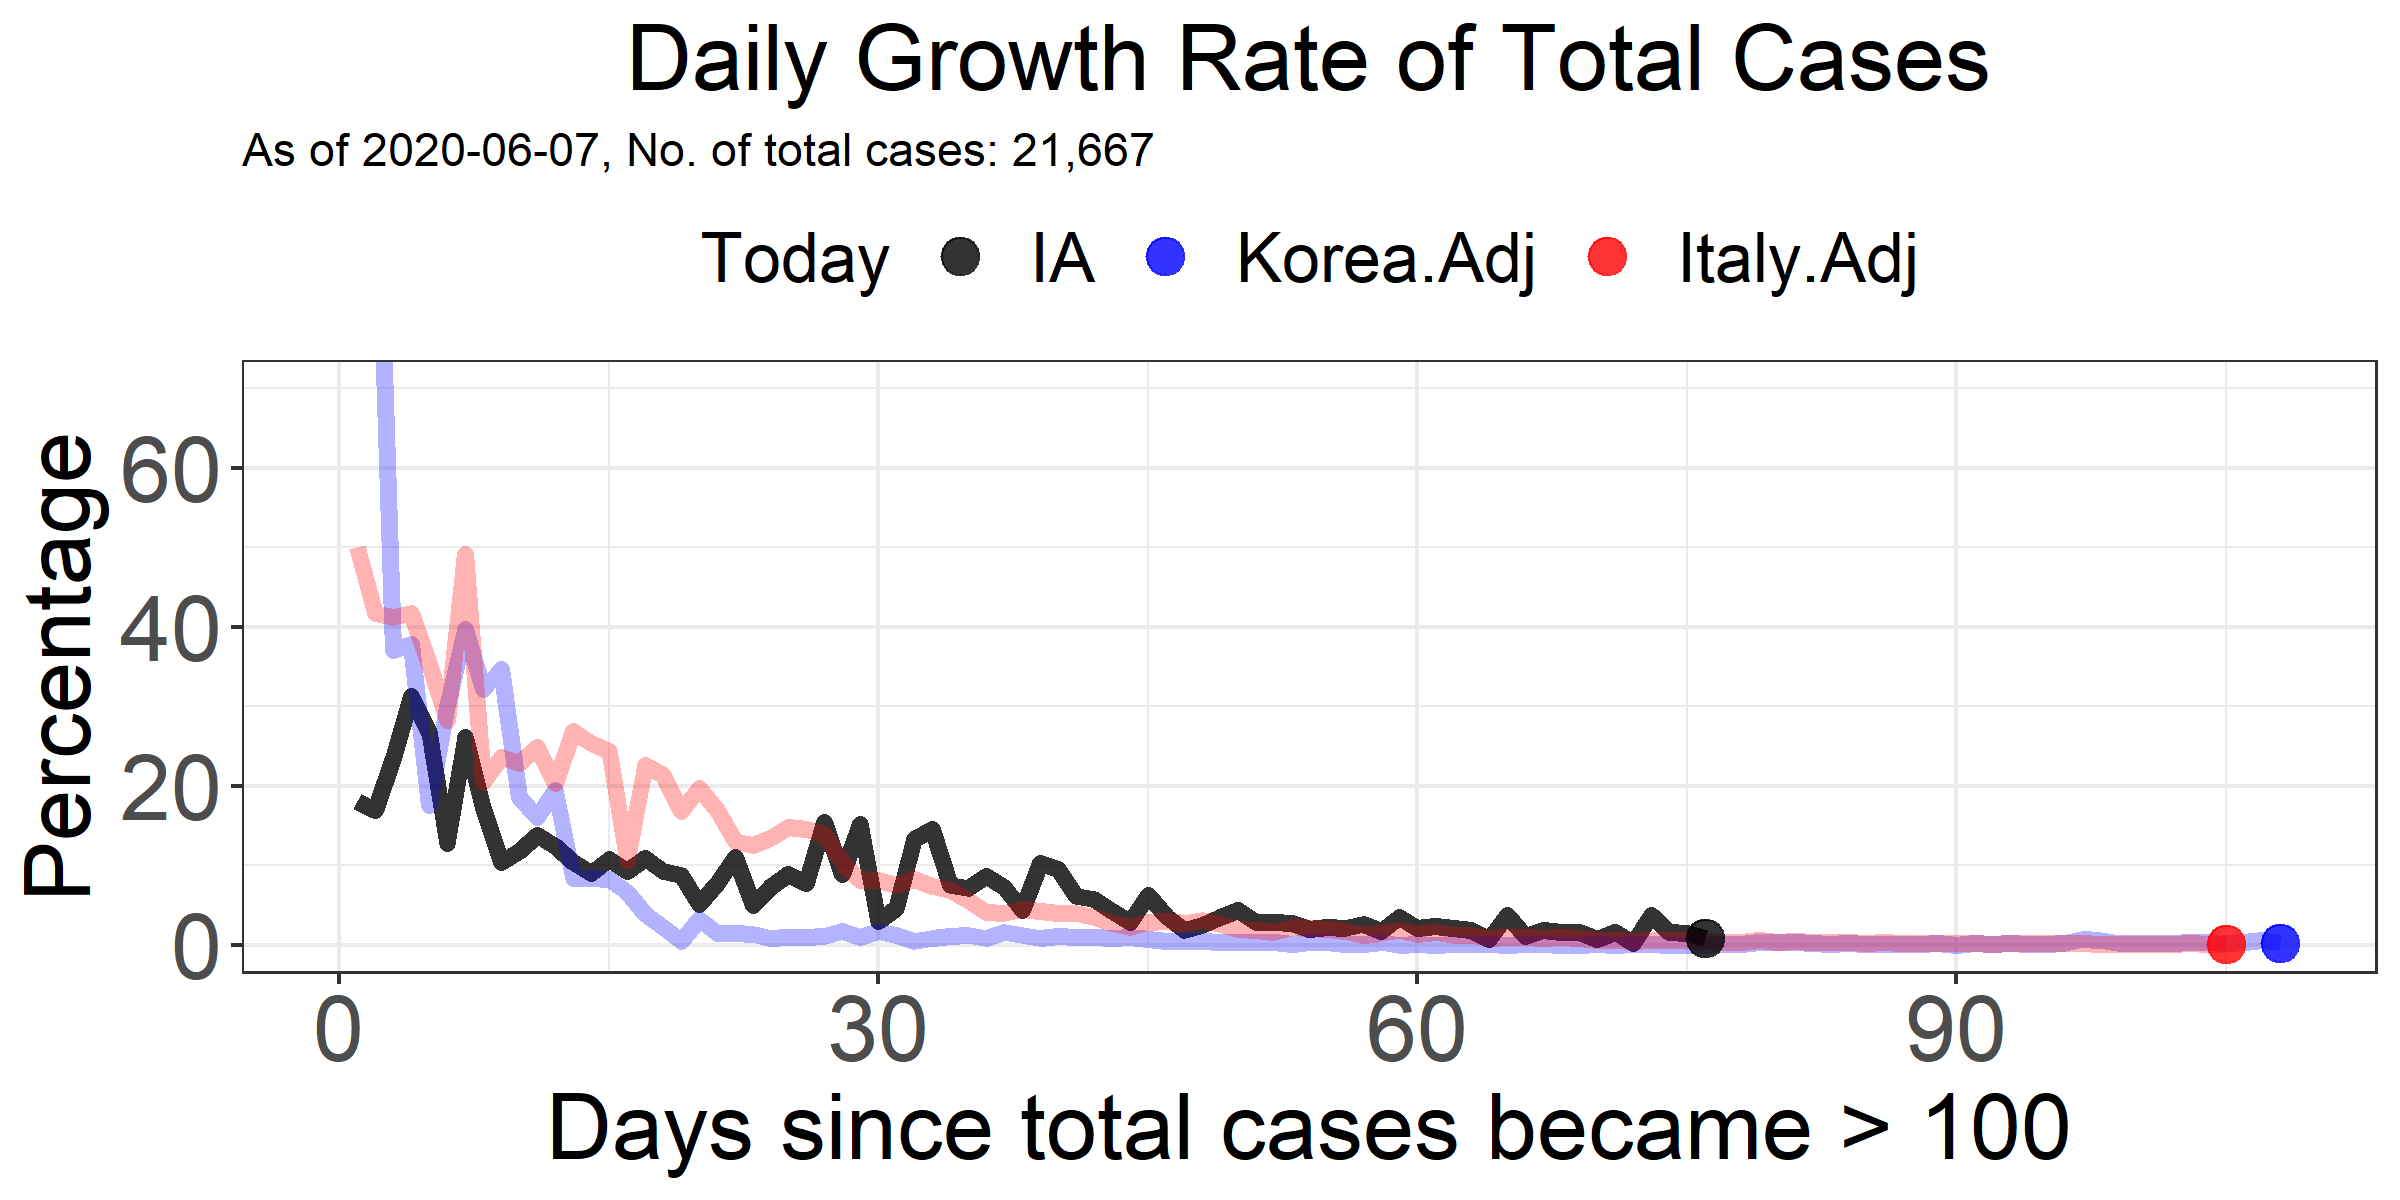 Daily Growth Rate of Total Cases
As of 2020-06-07, No. of total cases: 21,667
Today IA Korea.Adj Italy.Adj
Percentage
60
40
20
0
0 30 60 90
Days since total cases became > 100